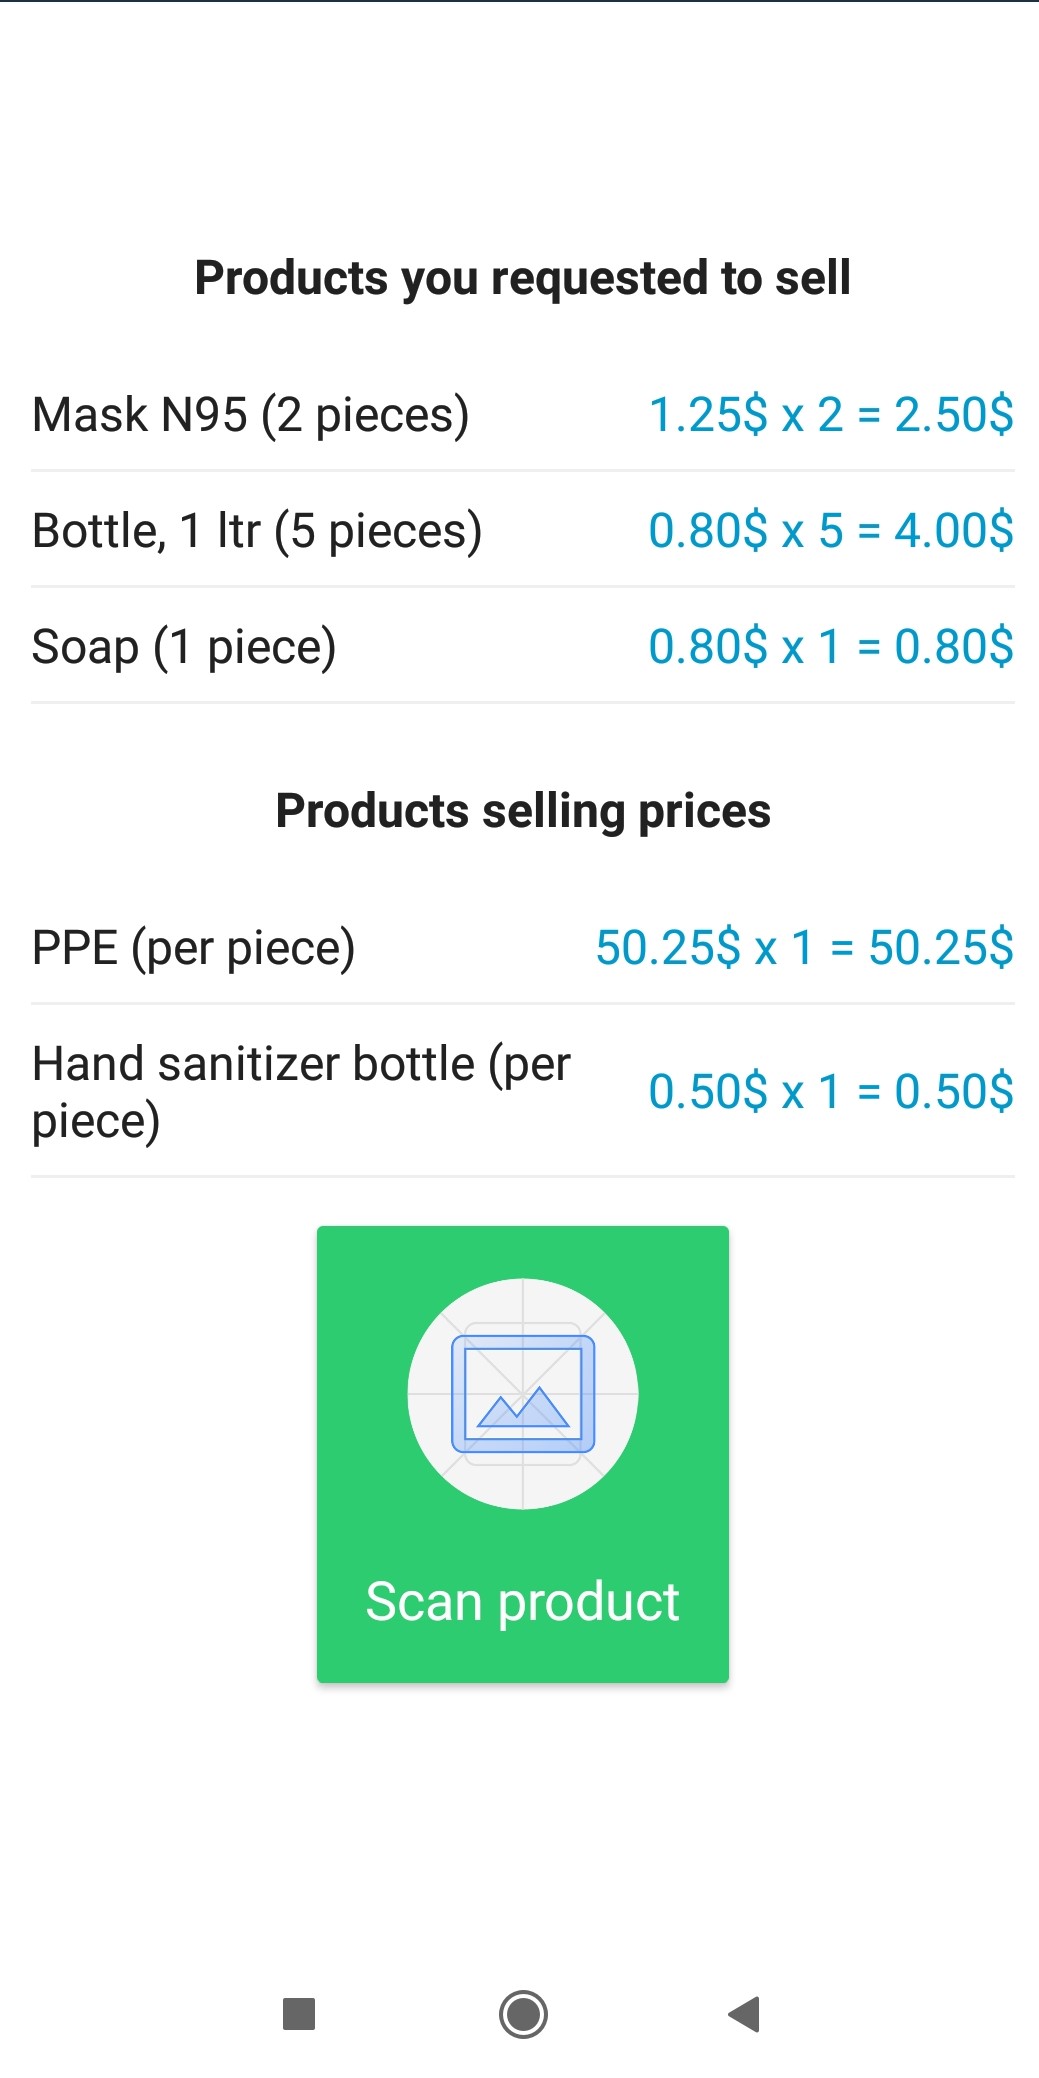 Products you requested to sell
Mask N95 (2 pieces) 1.25$ x 2 = 2.50$
Bottle, 1 ltr (5 pieces) 0.80$ x 5 = 4.00$
Soap (1 piece) 0.80$ x 1 = 0.80$
Products selling prices
PPE (per piece) 50.25$ x 1 = 50.25$
Hand sanitizer bottle (per
piece) 0.50$ x 1 = 0.50$
Scan product